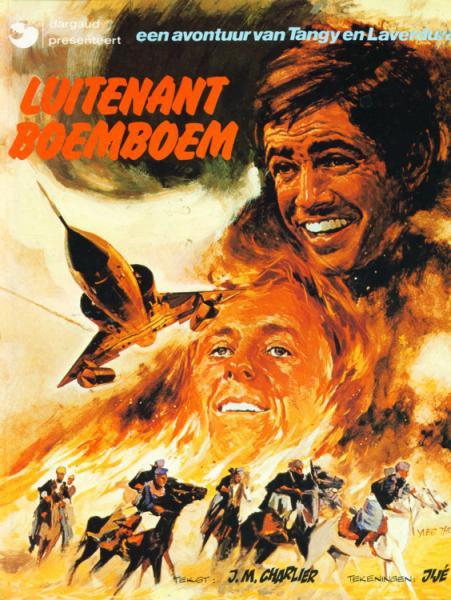 dargaud
presenteert
een avontuur van Tangy en Laverdure
LUITENANT
BOEMBOEM
TEKST: J.M. CHARLIER TEKENINGEN: JIJÉ